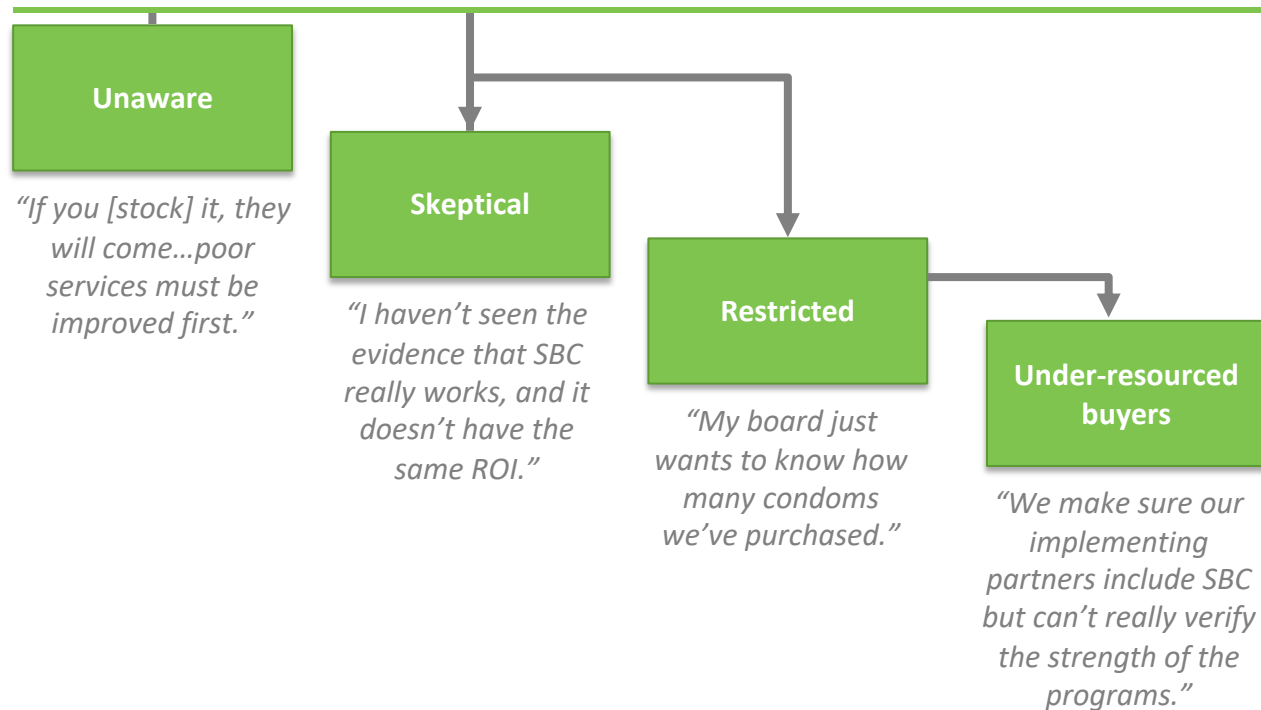 Unaware
“If you [stock] it, they
will come…poor
services must be
improved first.”
Skeptical
“I haven’t seen the
evidence that SBC
really works, and it
doesn’t have the
same ROI.”
Restricted
“My board just
wants to know how
many condoms
we’ve purchased.”
Under-resourced
buyers
“We make sure our
implementing
partners include SBC
but can’t really verify
the strength of the
programs.”